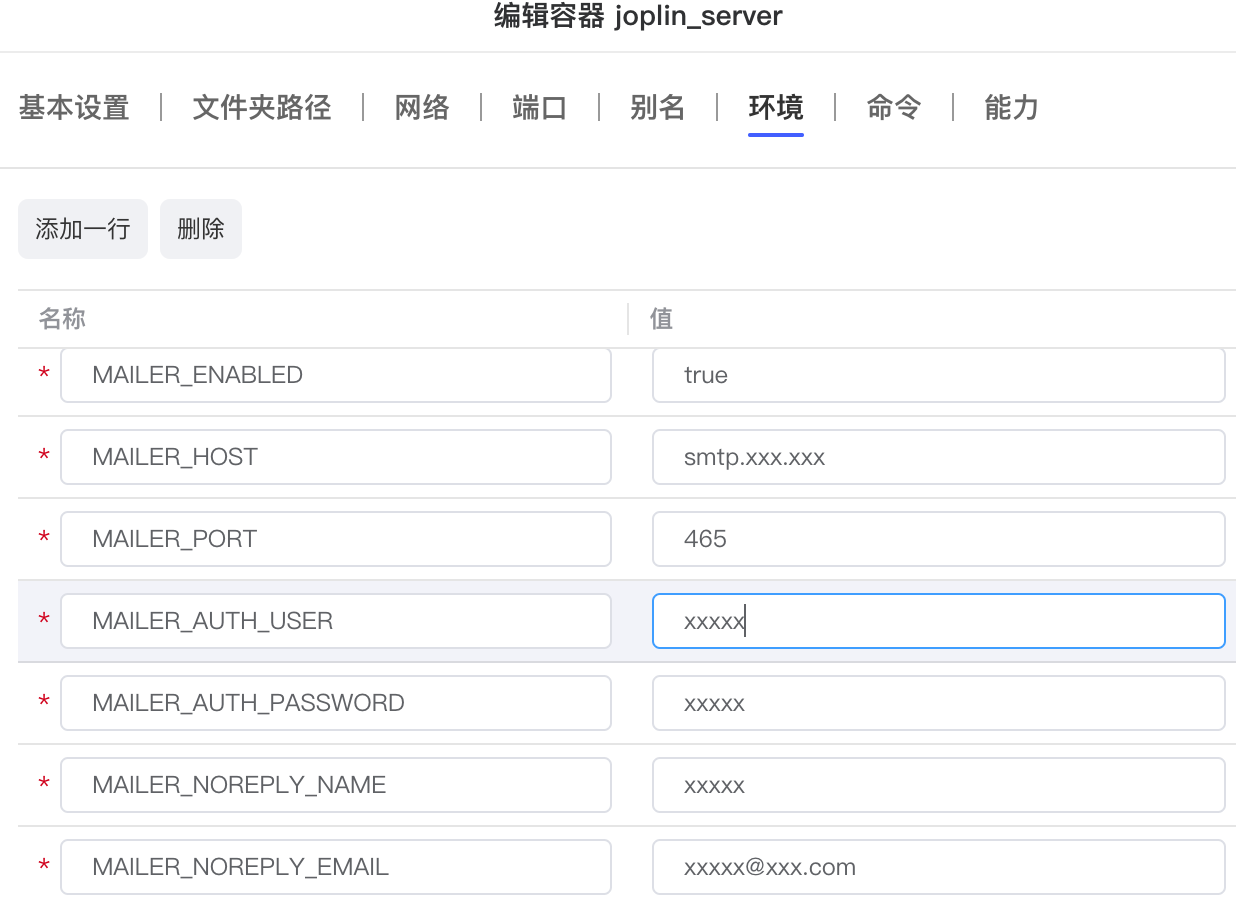 编辑容器 joplin_server
基本设置 | 文件夹路径 | 网络 | 端口 | 别名 | 环境 | 命令 | 能力
添加一行 删除
名称 值
* MAILER_ENABLED true
* MAILER_HOST smtp.xxx.xxx
* MAILER_PORT 465
* MAILER_AUTH_USER xxxxx
* MAILER_AUTH_PASSWORD xxxxx
* MAILER_NOREPLY_NAME xxxxx
* MAILER_NOREPLY_EMAIL xxxxx@xxx.com